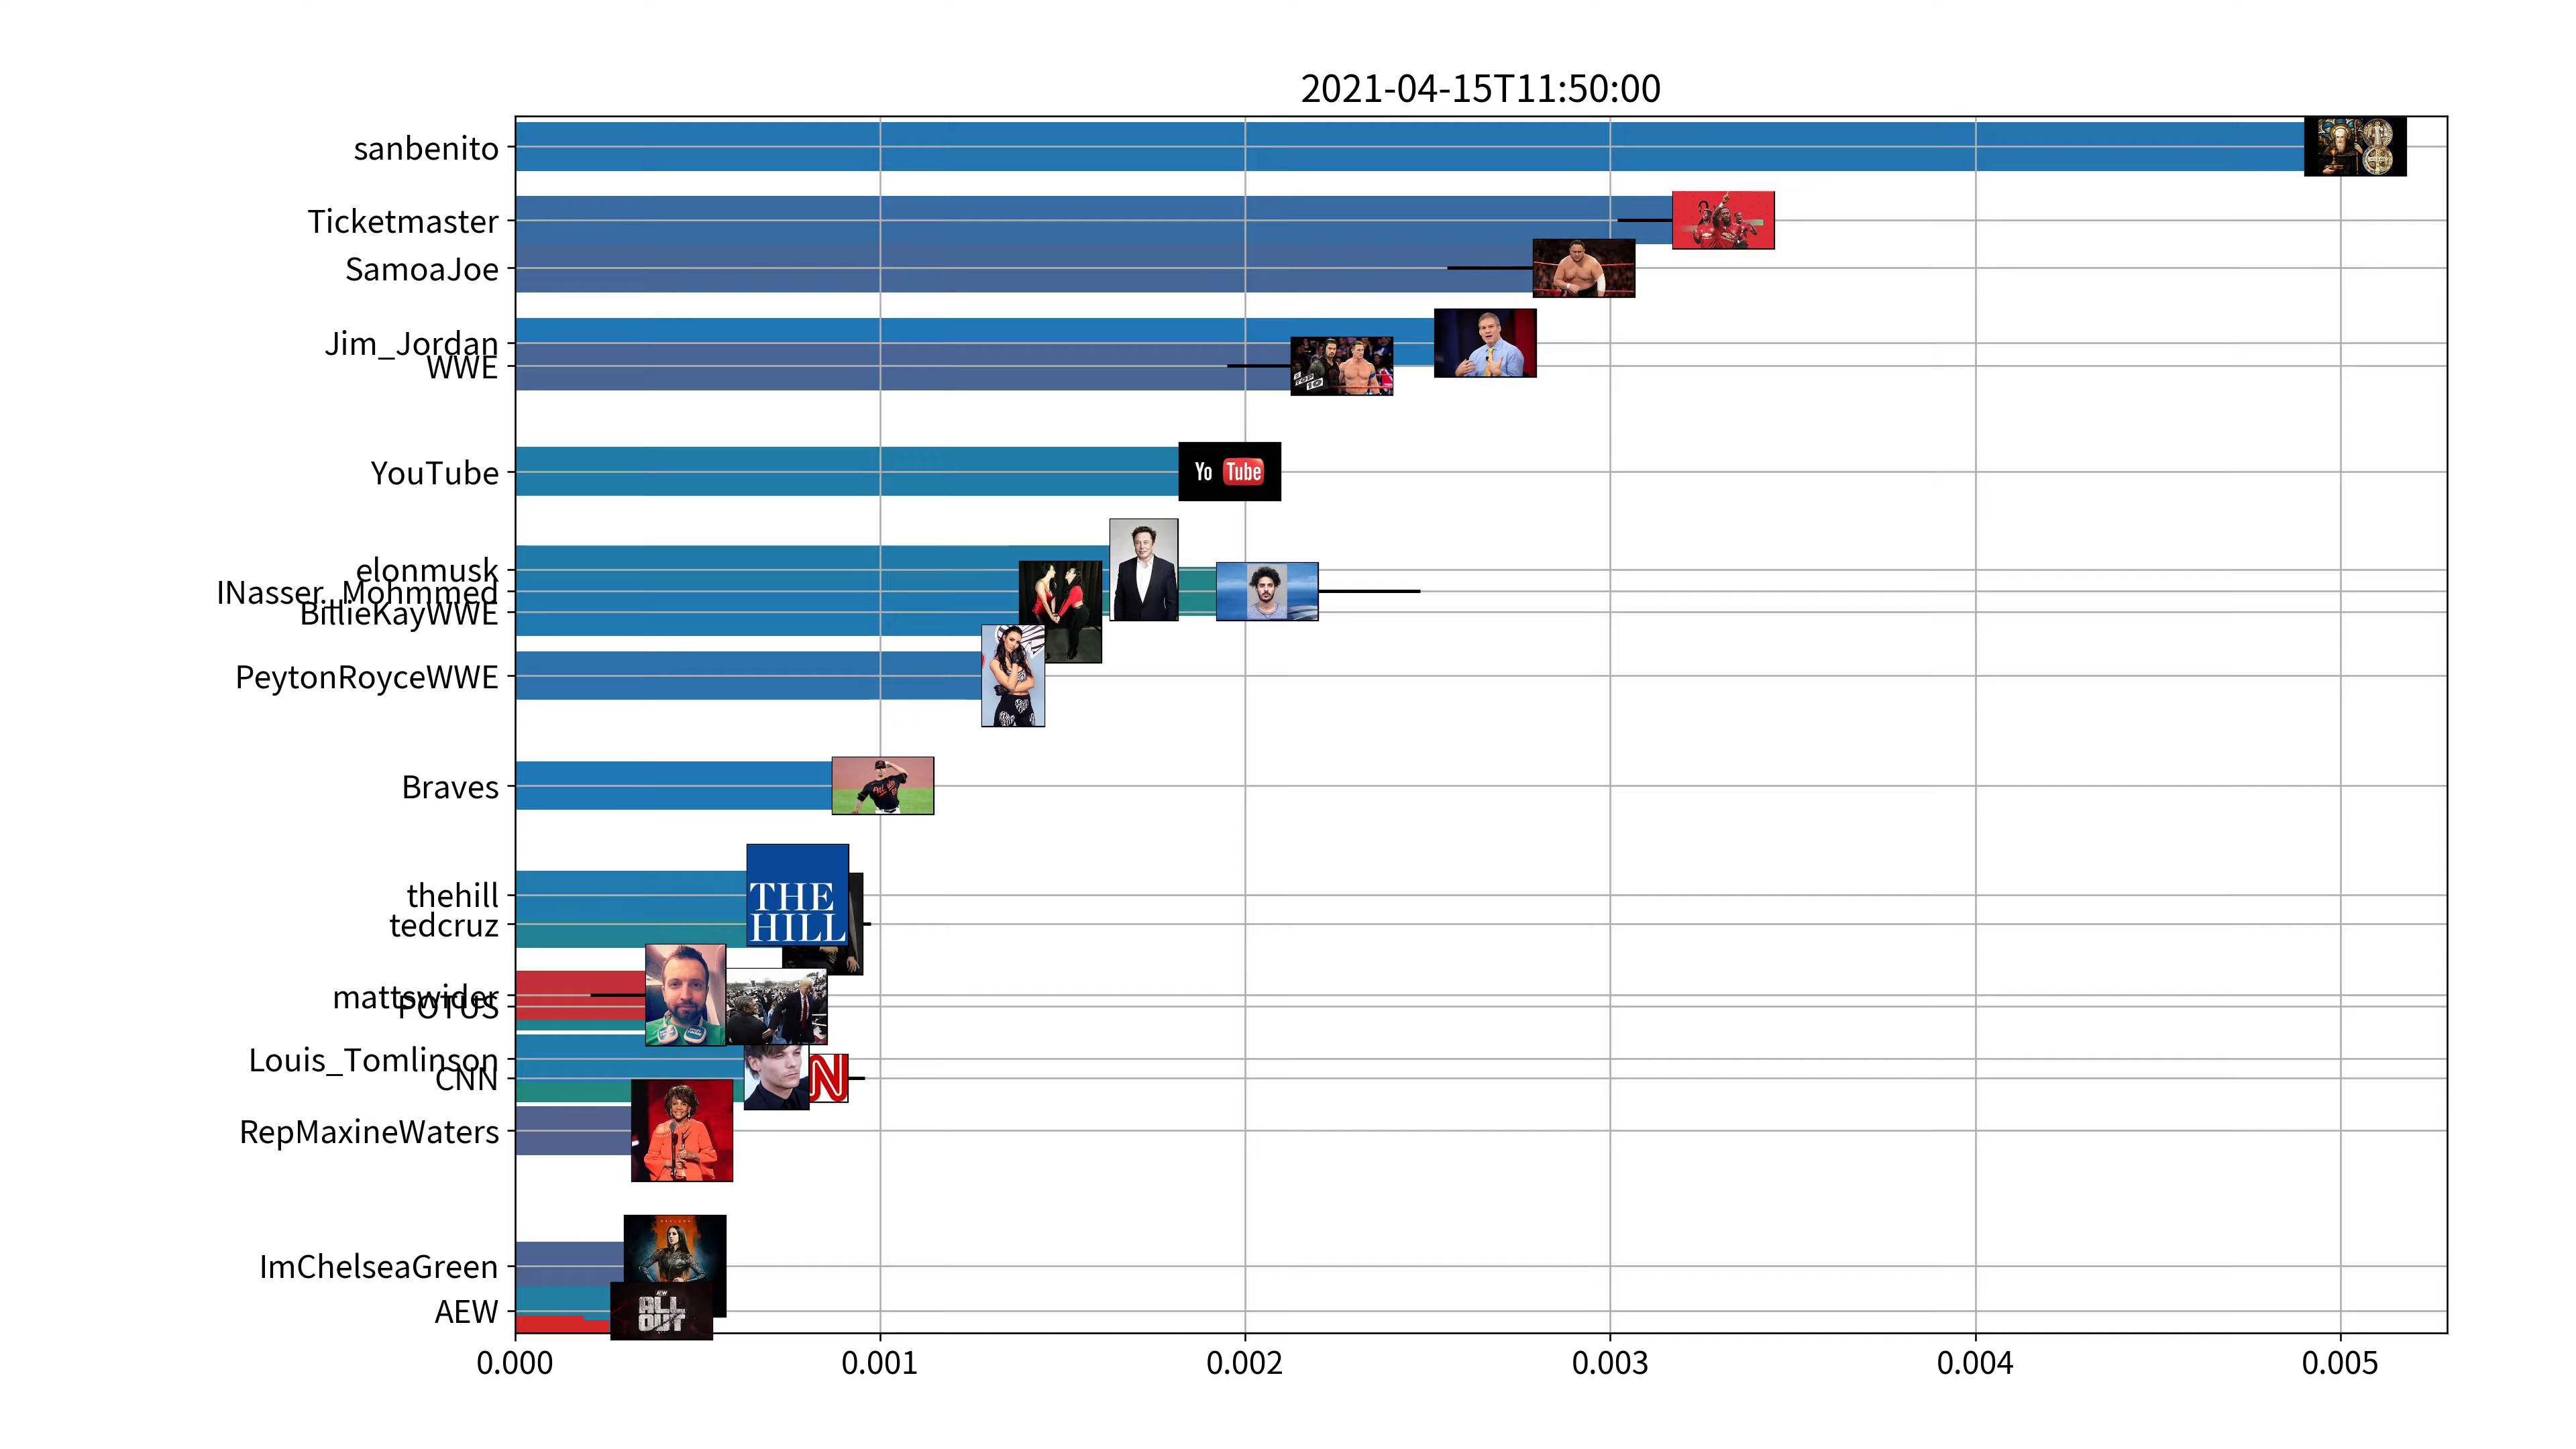 2021-04-15T11:50:00
sanbenito
Ticketmaster
SamoaJoe
Jim_Jordan
WWE
TOP
10
YouTube
Yo Tube
elonmusk
INasser_Mohmmed
BillieKayWWE
PeytonRoyceWWE
Braves
thehill
THE
HILL
tedcruz
mattswider
POTUS
Louis_Tomlinson
CNN
N
RepMaxineWaters
ImChelseaGreen
AEW
ALL
OUT
0.000 0.001 0.002 0.003 0.004 0.005